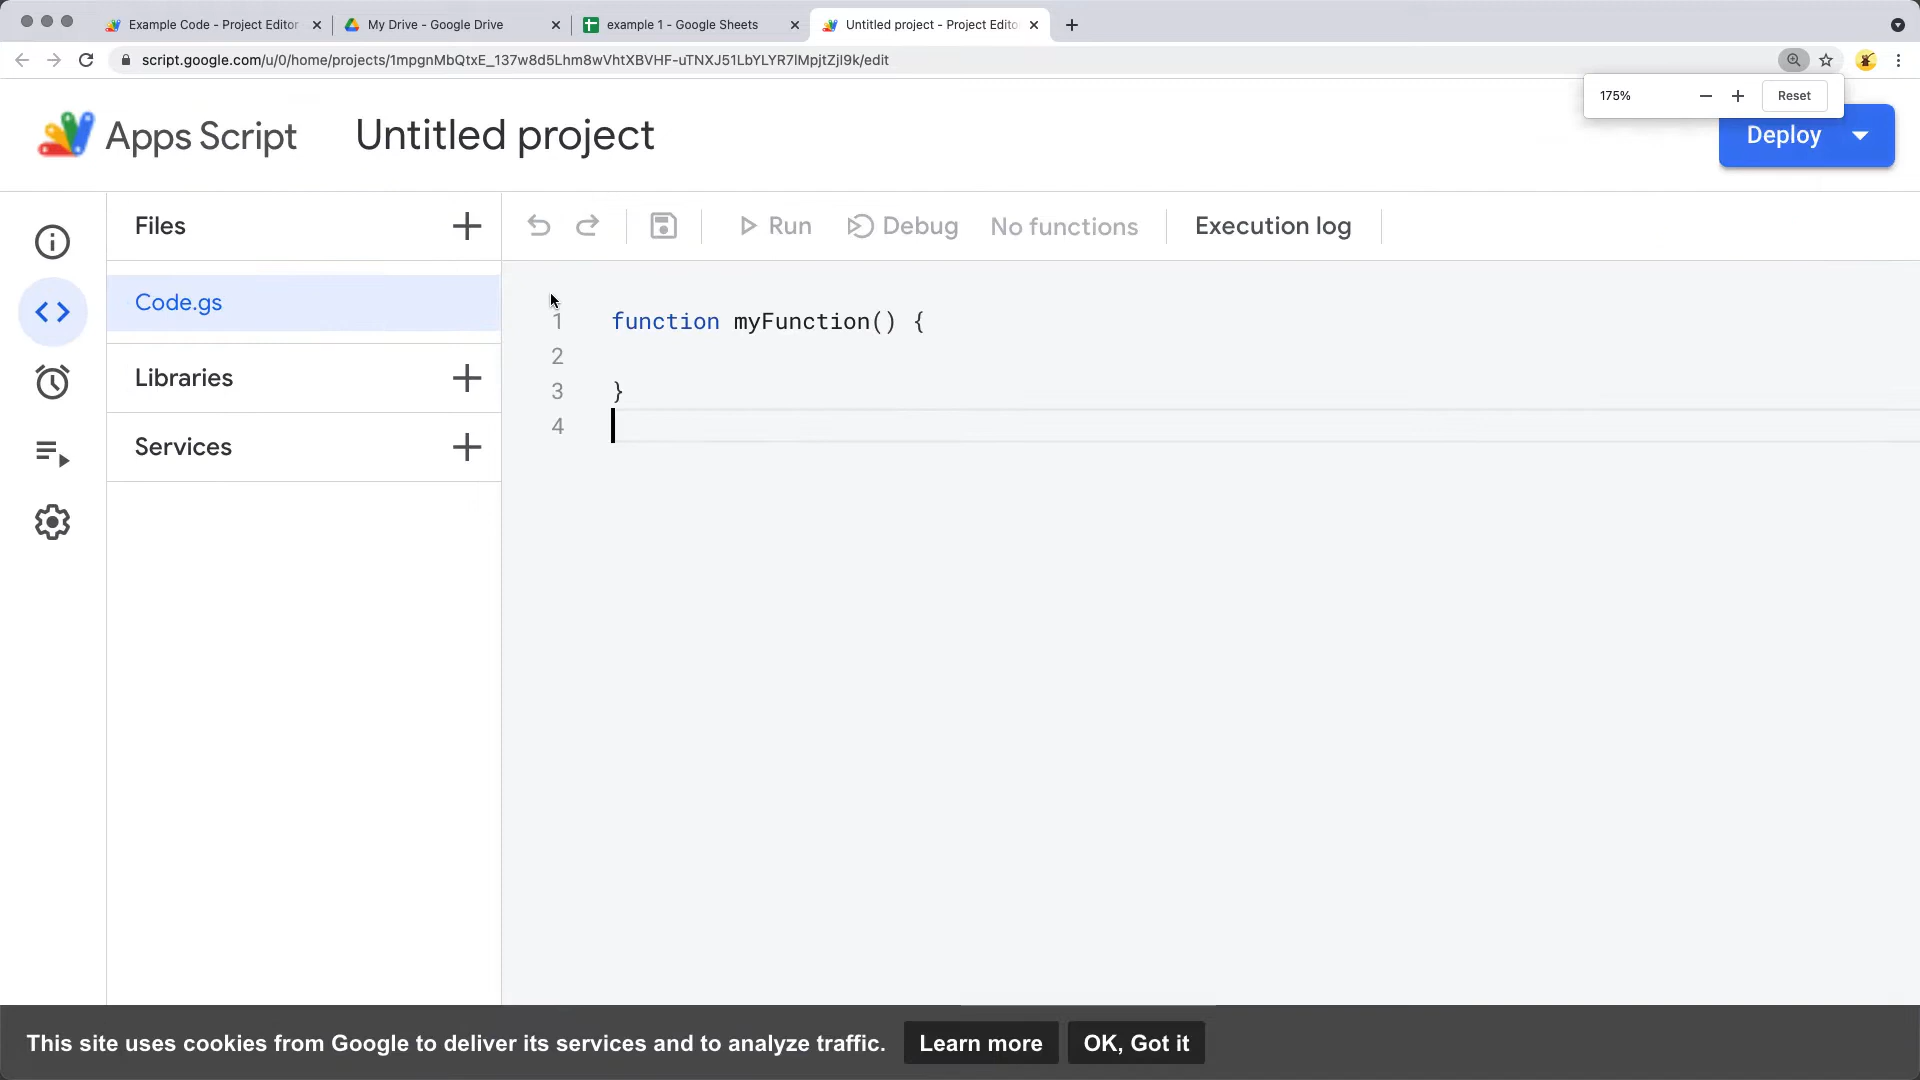 Example Code - Project Editor
My Drive - Google Drive
example 1 - Google Sheets
Untitled project - Project Edito
script.google.com/u/0/home/projects/1mpgnMbQtxE_137w8d5Lhm8wVhtXBVHF-uTNXJ51LbYLYR7lMpjtZjl9k/edit
175%
Reset
Apps Script
Untitled project
Deploy
Files
Run
Debug
No functions
Execution log
Code.gs
Libraries
Services
1 function myFunction() {
2
3 }
4
This site uses cookies from Google to deliver its services and to analyze traffic.
Learn more
OK, Got it